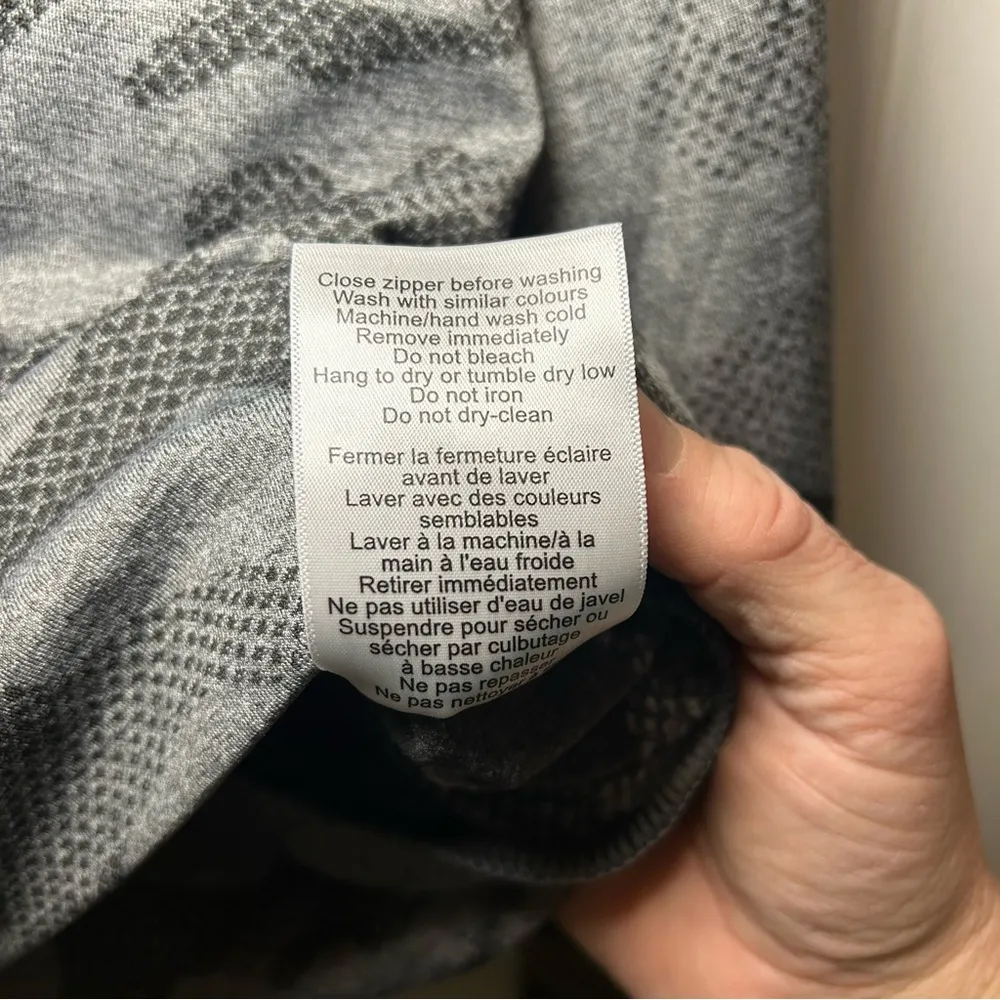 Close zipper before washing
Wash with similar colours
Machine/hand wash cold
Remove immediately
Do not bleach
Hang to dry or tumble dry low
Do not iron
Do not dry-clean
Fermer la fermeture éclaire
avant de laver
Laver avec des couleurs
semblables
Laver à la machine/à la
main à l'eau froide
Retirer immédiatement
Ne pas utiliser d'eau de javel
Suspendre pour sécher ou
sécher par culbutage
à basse chaleur
Ne pas repasser
Ne pas nettoyer